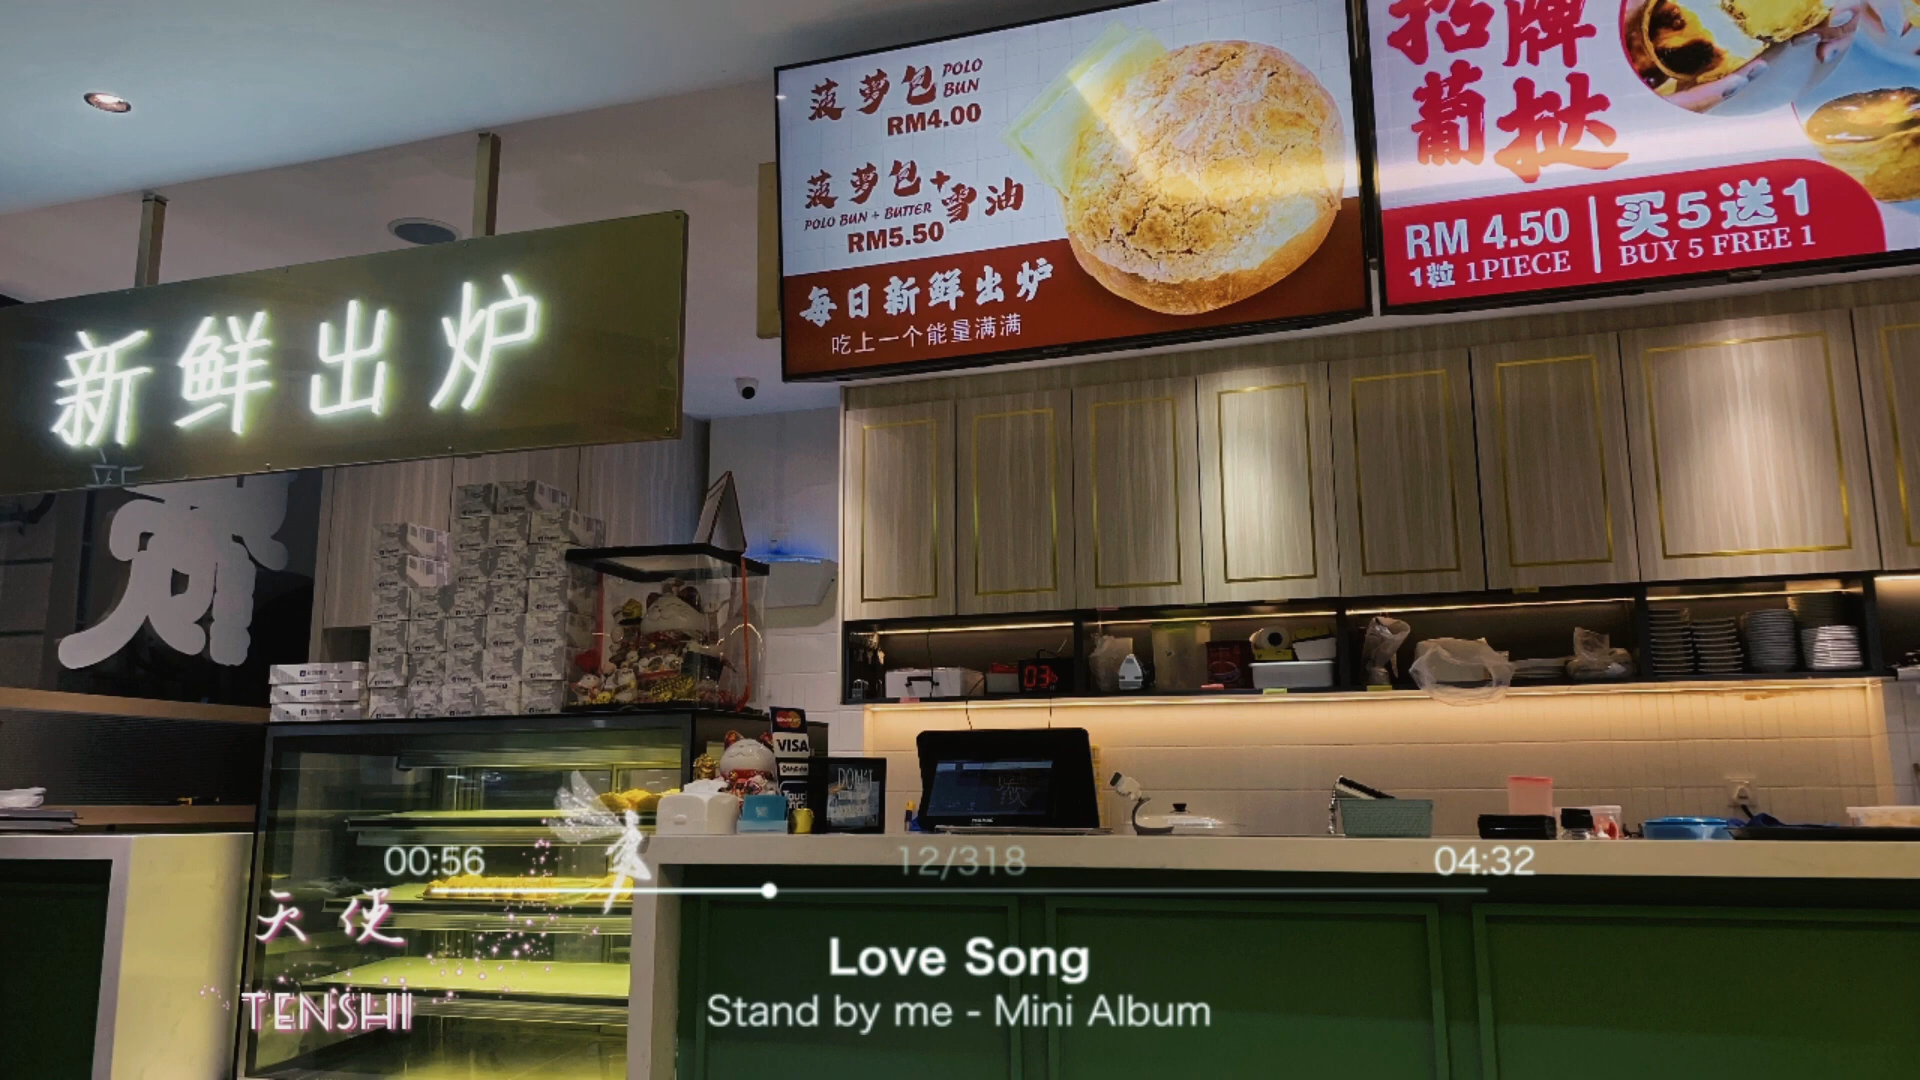 新鲜出炉
菠萝包 POLO BUN
RM4.00
菠萝包+雪油
POLO BUN + BUTTER
RM5.50
每日新鲜出炉
吃上一个能量满满
招牌
葡挞
RM 4.50
1粒 1PIECE
买5送1
BUY 5 FREE 1
03
VISA
DON'T
00:56
12/318
04:32
天使
TENSHI
Love Song
Stand by me - Mini Album